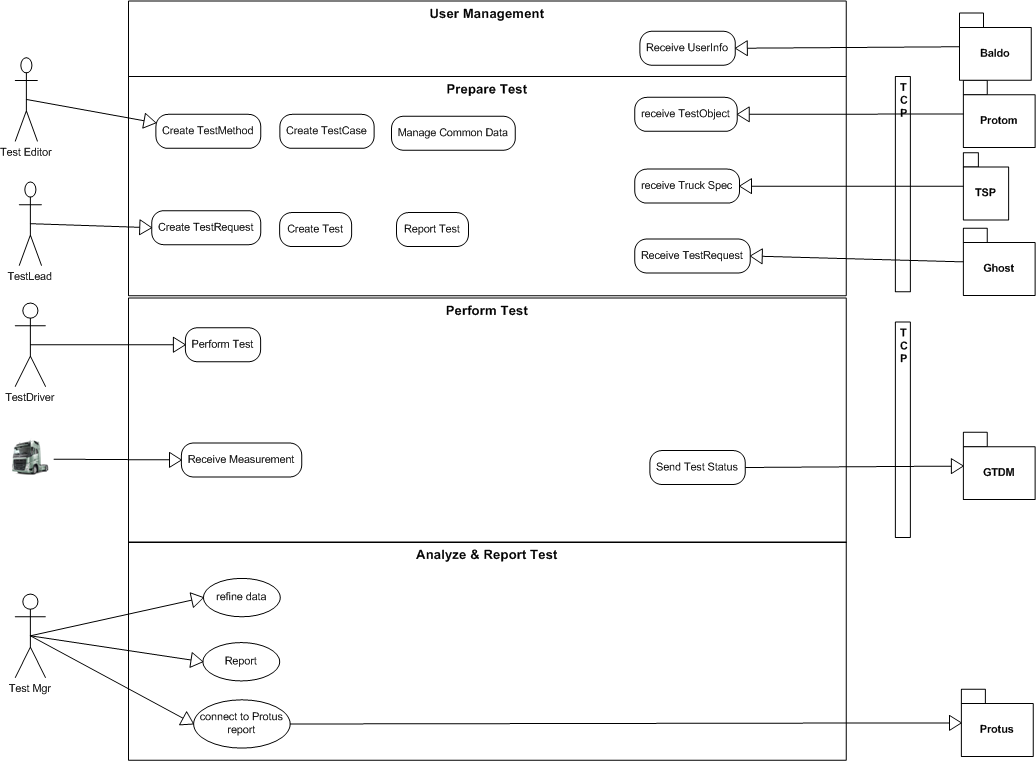 User Management
Receive UserInfo
Baldo
Prepare Test
T
C
P
Test Editor
Create TestMethod
Create TestCase
Manage Common Data
receive TestObject
Protom
receive Truck Spec
TSP
TestLead
Create TestRequest
Create Test
Report Test
Receive TestRequest
Ghost
Perform Test
T
C
P
TestDriver
Perform Test
Receive Measurement
Send Test Status
GTDM
Analyze & Report Test
refine data
Test Mgr
Report
connect to Protus
report
Protus